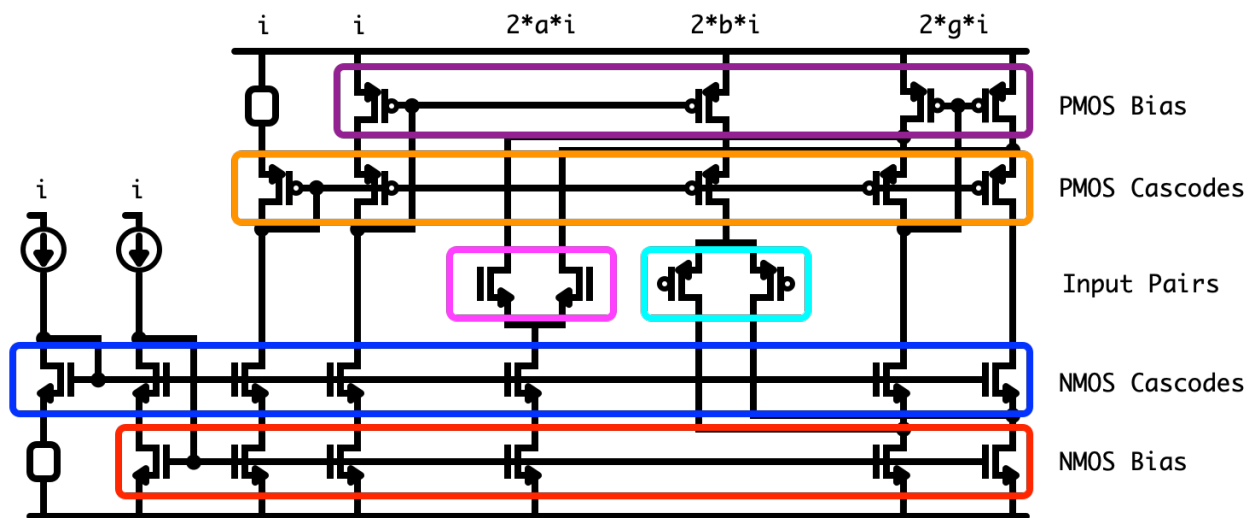 i i 2*a*i 2*b*i 2*g*i
PMOS Bias
PMOS Cascodes
i i
Input Pairs
NMOS Cascodes
NMOS Bias